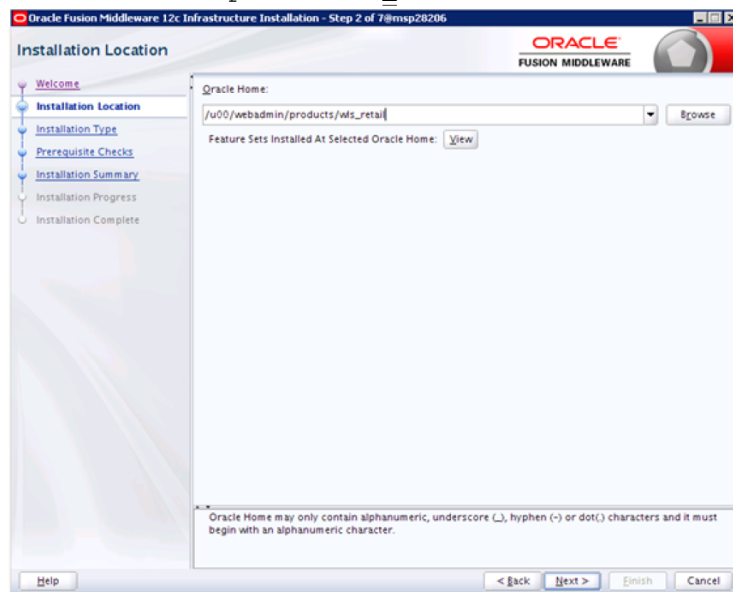 Oracle Fusion Middleware 12c Infrastructure Installation - Step 2 of 7@msp28206
Installation Location
ORACLE
FUSION MIDDLEWARE
Welcome
Installation Location
Installation Type
Prerequisite Checks
Installation Summary
Installation Progress
Installation Complete
Oracle Home:
/u00/webadmin/products/wls_retail
Browse
Feature Sets Installed At Selected Oracle Home: View
Oracle Home may only contain alphanumeric, underscore (_), hyphen (-) or dot(.) characters and it must
begin with an alphanumeric character.
Help
< Back Next > Finish Cancel